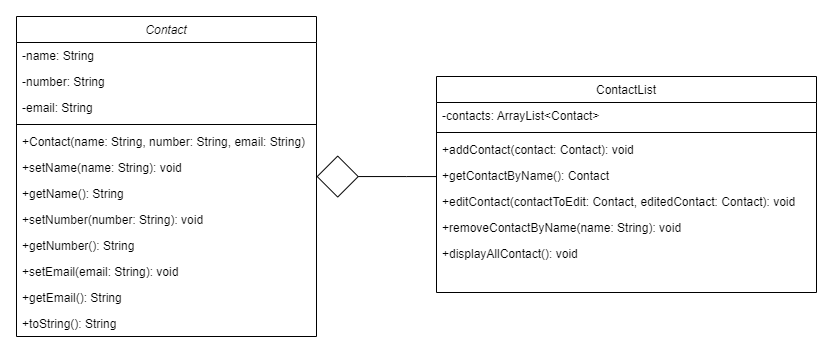 Contact
-name: String
-number: String
-email: String
+Contact(name: String, number: String, email: String)
+setName(name: String): void
+getName(): String
+setNumber(number: String): void
+getNumber(): String
+setEmail(email: String): void
+getEmail(): String
+toString(): String
ContactList
-contacts: ArrayList<Contact>
+addContact(contact: Contact): void
+getContactByName(): Contact
+editContact(contactToEdit: Contact, editedContact: Contact): void
+removeContactByName(name: String): void
+displayAllContact(): void